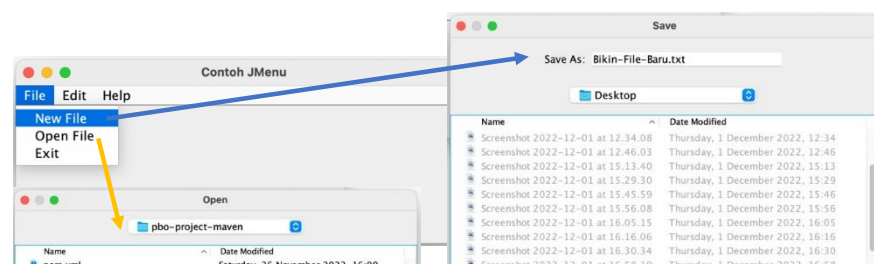 Save
Save As: Bikin-File-Baru.txt
Desktop
Name Date Modified
Screenshot 2022-12-01 at 12.34.08 Thursday, 1 December 2022, 12:34
Screenshot 2022-12-01 at 12.46.03 Thursday, 1 December 2022, 12:46
Screenshot 2022-12-01 at 15.13.40 Thursday, 1 December 2022, 15:13
Screenshot 2022-12-01 at 15.29.30 Thursday, 1 December 2022, 15:29
Screenshot 2022-12-01 at 15.45.59 Thursday, 1 December 2022, 15:46
Screenshot 2022-12-01 at 15.56.08 Thursday, 1 December 2022, 15:56
Screenshot 2022-12-01 at 16.05.15 Thursday, 1 December 2022, 16:05
Screenshot 2022-12-01 at 16.16.06 Thursday, 1 December 2022, 16:16
Screenshot 2022-12-01 at 16.30.34 Thursday, 1 December 2022, 16:30
Contoh JMenu
File Edit Help
New File
Open File
Exit
Open
pbo-project-maven
Name Date Modified